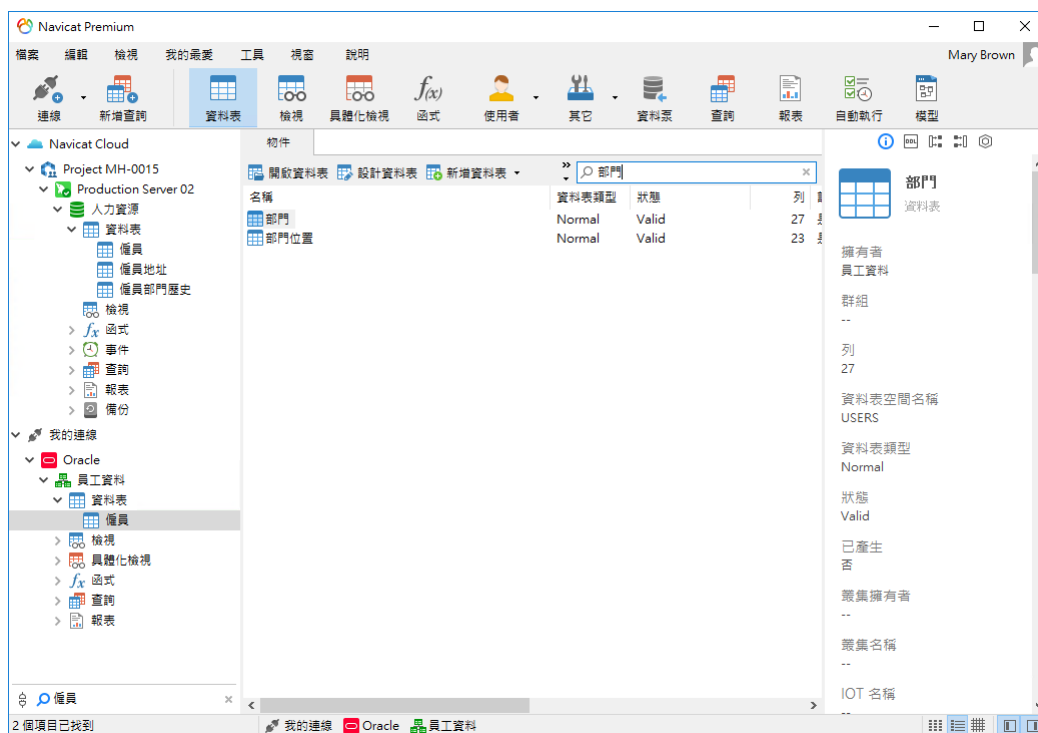 Navicat Premium
檔案 編輯 檢視 我的最愛 工具 視窗 說明 Mary Brown
連線 新增查詢 資料表 檢視 具體化檢視 函式 使用者 其它 資料泵 查詢 報表 自動執行 模型
Navicat Cloud
Project MH-0015
Production Server 02
人力資源
資料表
僱員
僱員地址
僱員部門歷史
檢視
函式
事件
查詢
報表
備份
我的連線
Oracle
員工資料
資料表
僱員
檢視
具體化檢視
函式
查詢
報表
僱員
物件
開啟資料表 設計資料表 新增資料表 » 部門
名稱 資料表類型 狀態 列
部門 Normal Valid 27
部門位置 Normal Valid 23
DDL
部門
資料表
擁有者
員工資料
群組
--
列
27
資料表空間名稱
USERS
資料表類型
Normal
狀態
Valid
已產生
否
叢集擁有者
--
叢集名稱
--
IOT 名稱
--
2 個項目已找到 我的連線 Oracle 員工資料